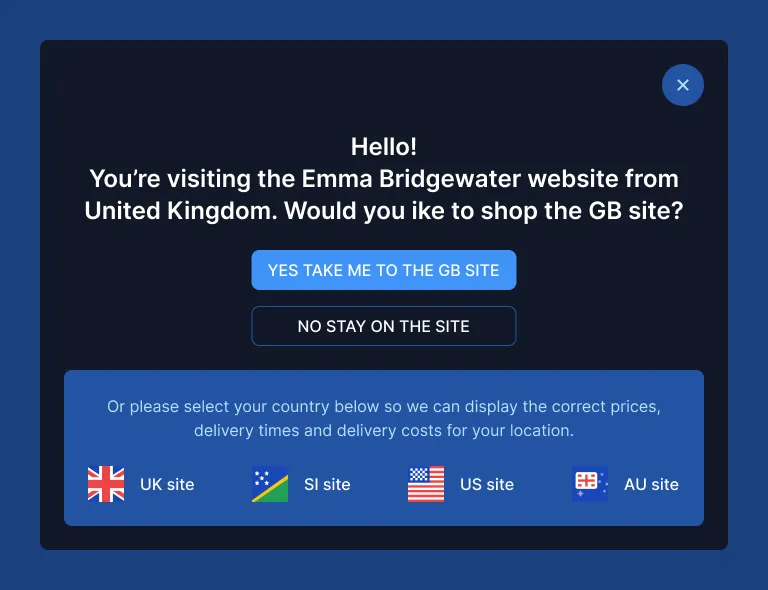 Hello!
You’re visiting the Emma Bridgewater website from
United Kingdom. Would you ike to shop the GB site?
YES TAKE ME TO THE GB SITE
NO STAY ON THE SITE
Or please select your country below so we can display the correct prices,
delivery times and delivery costs for your location.
UK site
SI site
US site
AU site